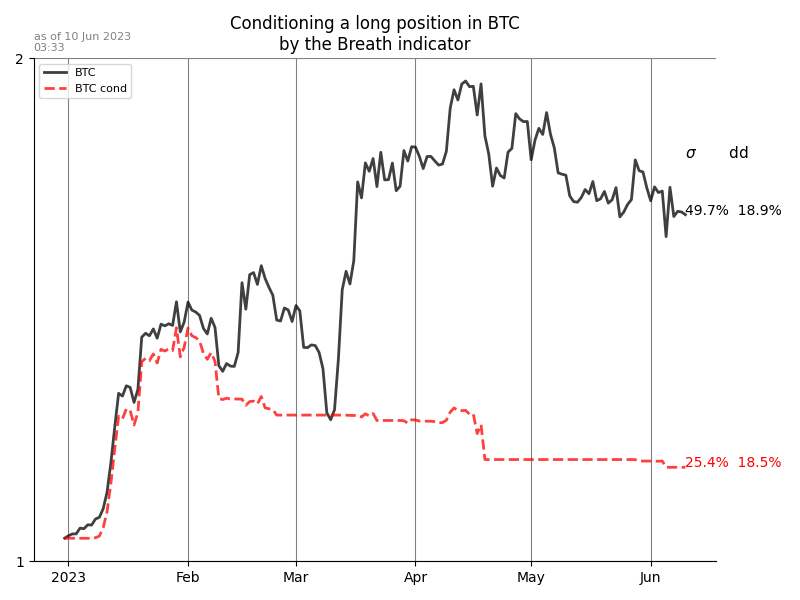 Conditioning a long position in BTC
by the Breath indicator
as of 10 Jun 2023
03:33
2
BTC
BTC cond
σ dd
49.7% 18.9%
25.4% 18.5%
1
2023 Feb Mar Apr May Jun